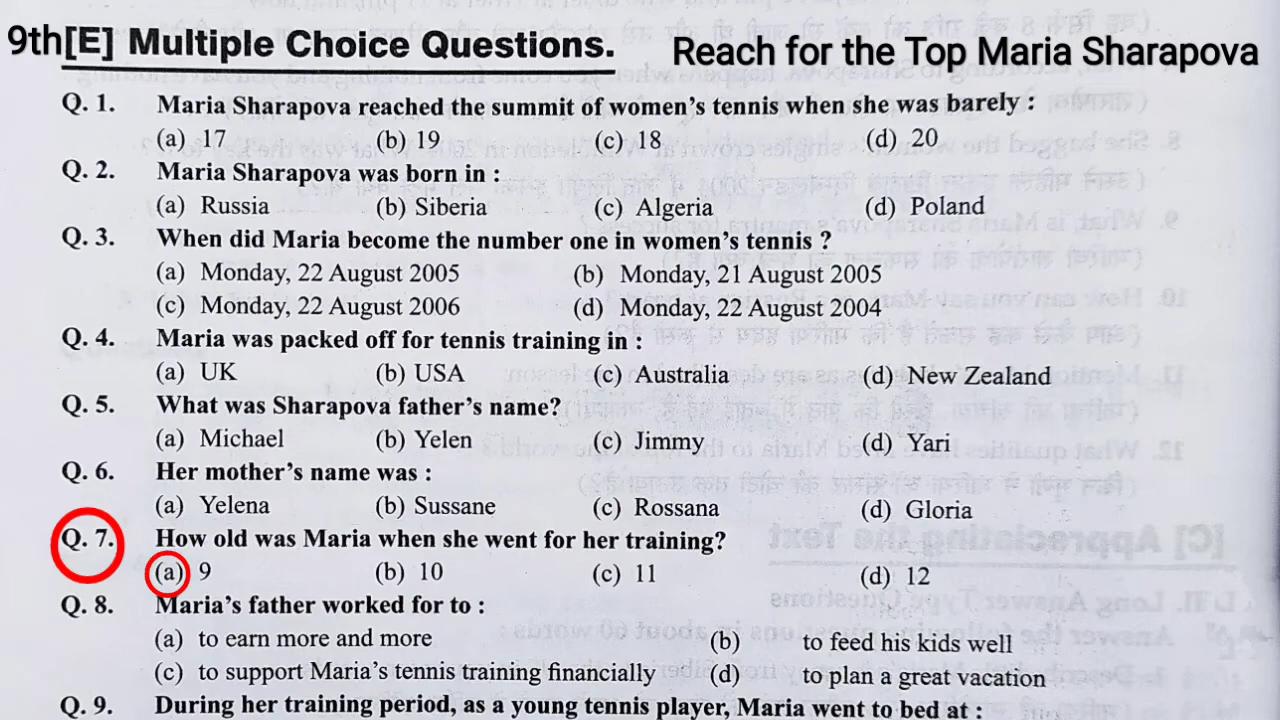 9th[E] Multiple Choice Questions. Reach for the Top Maria Sharapova
Q. 1. Maria Sharapova reached the summit of women's tennis when she was barely :
(a) 17 (b) 19 (c) 18 (d) 20
Q. 2. Maria Sharapova was born in :
(a) Russia (b) Siberia (c) Algeria (d) Poland
Q. 3. When did Maria become the number one in women's tennis ?
(a) Monday, 22 August 2005 (b) Monday, 21 August 2005
(c) Monday, 22 August 2006 (d) Monday, 22 August 2004
Q. 4. Maria was packed off for tennis training in :
(a) UK (b) USA (c) Australia (d) New Zealand
Q. 5. What was Sharapova father's name?
(a) Michael (b) Yelen (c) Jimmy (d) Yari
Q. 6. Her mother's name was :
(a) Yelena (b) Sussane (c) Rossana (d) Gloria
Q. 7. How old was Maria when she went for her training?
(a) 9 (b) 10 (c) 11 (d) 12
Q. 8. Maria's father worked for to :
(a) to earn more and more (b) to feed his kids well
(c) to support Maria's tennis training financially (d) to plan a great vacation
Q. 9. During her training period, as a young tennis player, Maria went to bed at :